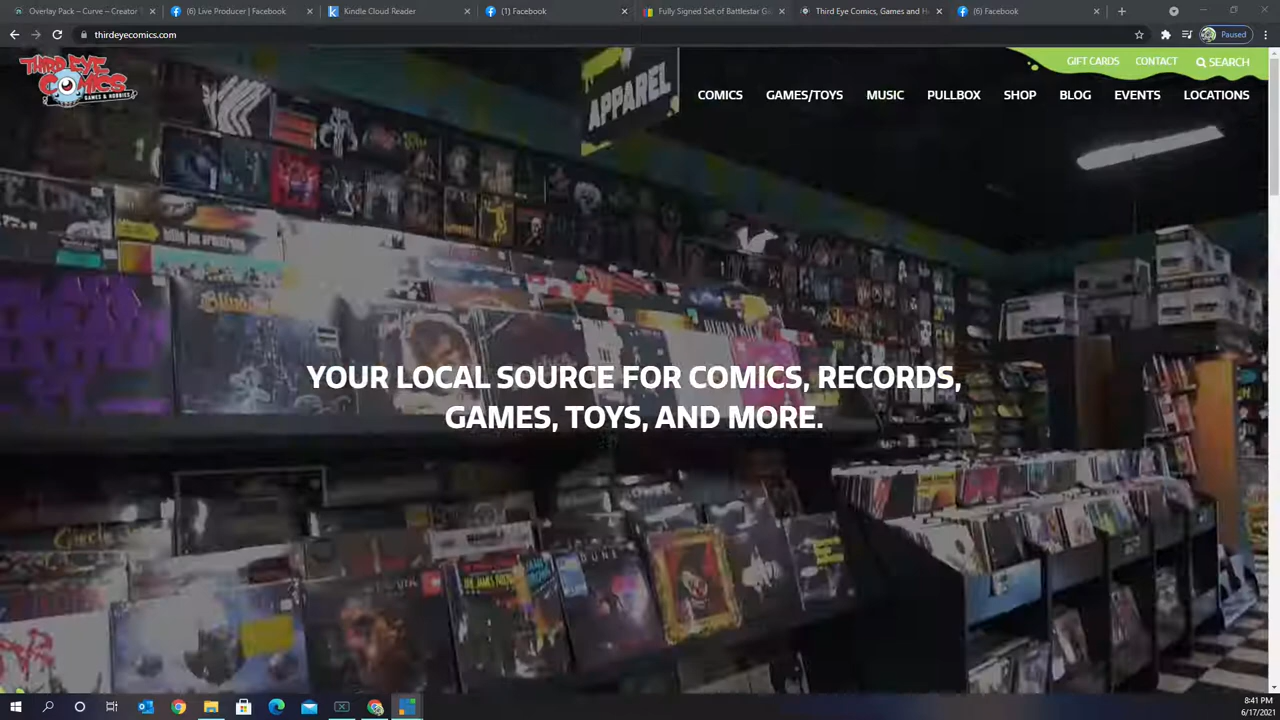 Overlay Pack – Curve – Creator
(6) Live Producer | Facebook
Kindle Cloud Reader
(1) Facebook
Fully Signed Set of Battlestar Ga
Third Eye Comics, Games and H
(6) Facebook
thirdeyecomics.com
Paused
THIRD EYE
COMICS
GAMES & HOBBIES
APPAREL
GIFT CARDS
CONTACT
SEARCH
COMICS
GAMES/TOYS
MUSIC
PULLBOX
SHOP
BLOG
EVENTS
LOCATIONS
YOUR LOCAL SOURCE FOR COMICS, RECORDS,
GAMES, TOYS, AND MORE.
DUNE
8:41 PM
6/17/2021